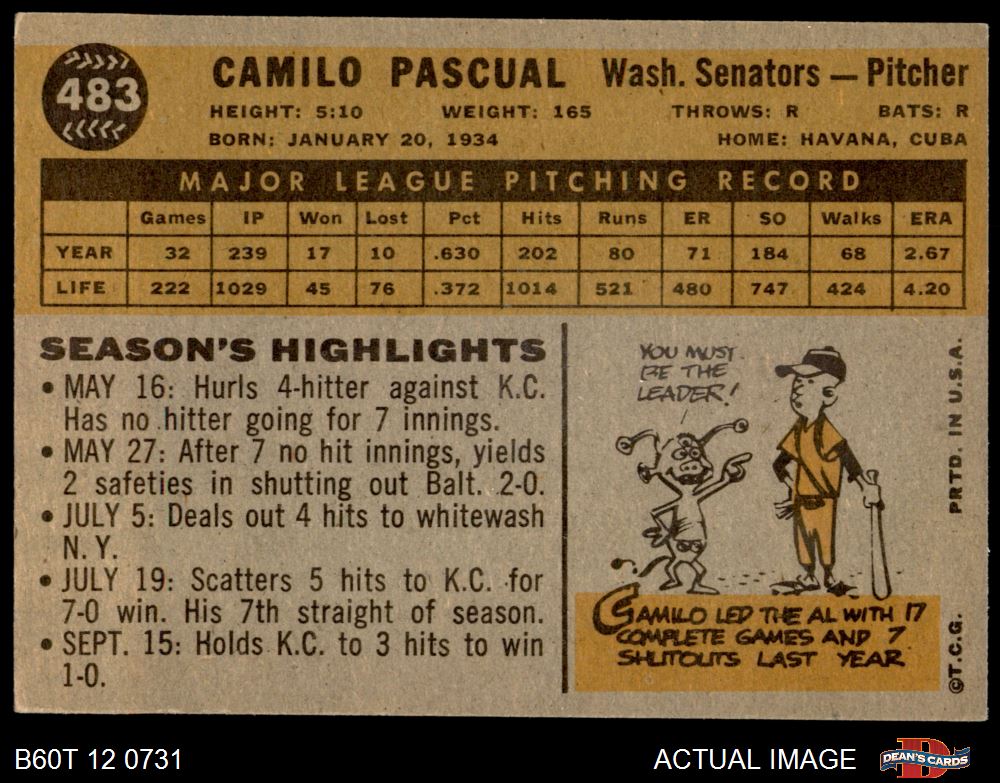 483
CAMILO PASCUAL Wash. Senators — Pitcher
HEIGHT: 5:10 WEIGHT: 165 THROWS: R BATS: R
BORN: JANUARY 20, 1934 HOME: HAVANA, CUBA
MAJOR LEAGUE PITCHING RECORD
Games IP Won Lost Pct Hits Runs ER SO Walks ERA
YEAR 32 239 17 10 .630 202 80 71 184 68 2.67
LIFE 222 1029 45 76 .372 1014 521 480 747 424 4.20
SEASON'S HIGHLIGHTS
• MAY 16: Hurls 4-hitter against K.C.
Has no hitter going for 7 innings.
• MAY 27: After 7 no hit innings, yields
2 safeties in shutting out Balt. 2-0.
• JULY 5: Deals out 4 hits to whitewash
N. Y.
• JULY 19: Scatters 5 hits to K.C. for
7-0 win. His 7th straight of season.
• SEPT. 15: Holds K.C. to 3 hits to win
1-0.
YOU MUST
BE THE
LEADER!
CAMILO LED THE AL WITH 17
COMPLETE GAMES AND 7
SHUTOUTS LAST YEAR
©T.C.G. PRTD. IN U.S.A.
B60T 12 0731 ACTUAL IMAGE
DEAN'S CARDS